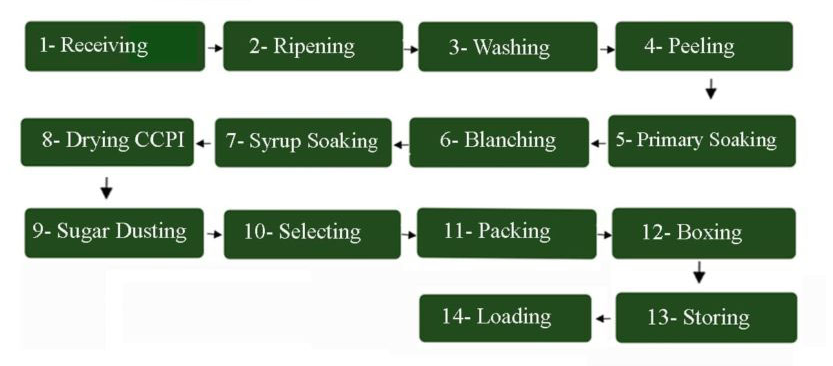 1- Receiving
2- Ripening
3- Washing
4- Peeling
5- Primary Soaking
6- Blanching
7- Syrup Soaking
8- Drying CCPI
9- Sugar Dusting
10- Selecting
11- Packing
12- Boxing
13- Storing
14- Loading